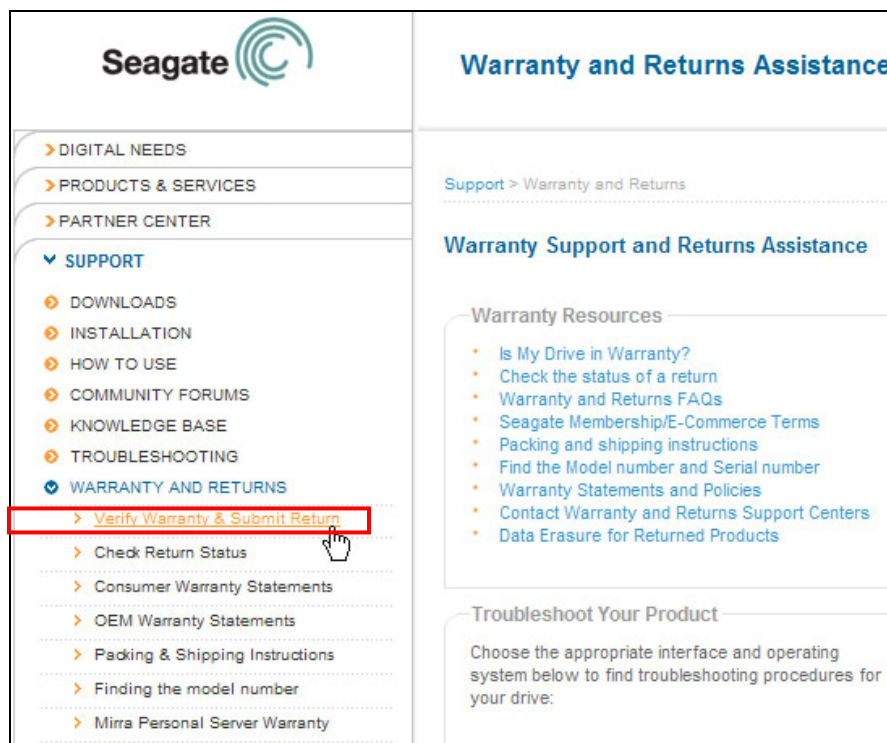 Seagate
Warranty and Returns Assistance
DIGITAL NEEDS
PRODUCTS & SERVICES
PARTNER CENTER
SUPPORT
DOWNLOADS
INSTALLATION
HOW TO USE
COMMUNITY FORUMS
KNOWLEDGE BASE
TROUBLESHOOTING
WARRANTY AND RETURNS
Verify Warranty & Submit Return
Check Return Status
Consumer Warranty Statements
OEM Warranty Statements
Packing & Shipping Instructions
Finding the model number
Mirra Personal Server Warranty
Support > Warranty and Returns
Warranty Support and Returns Assistance
Warranty Resources
Is My Drive in Warranty?
Check the status of a return
Warranty and Returns FAQs
Seagate Membership/E-Commerce Terms
Packing and shipping instructions
Find the Model number and Serial number
Warranty Statements and Policies
Contact Warranty and Returns Support Centers
Data Erasure for Returned Products
Troubleshoot Your Product
Choose the appropriate interface and operating
system below to find troubleshooting procedures for
your drive: